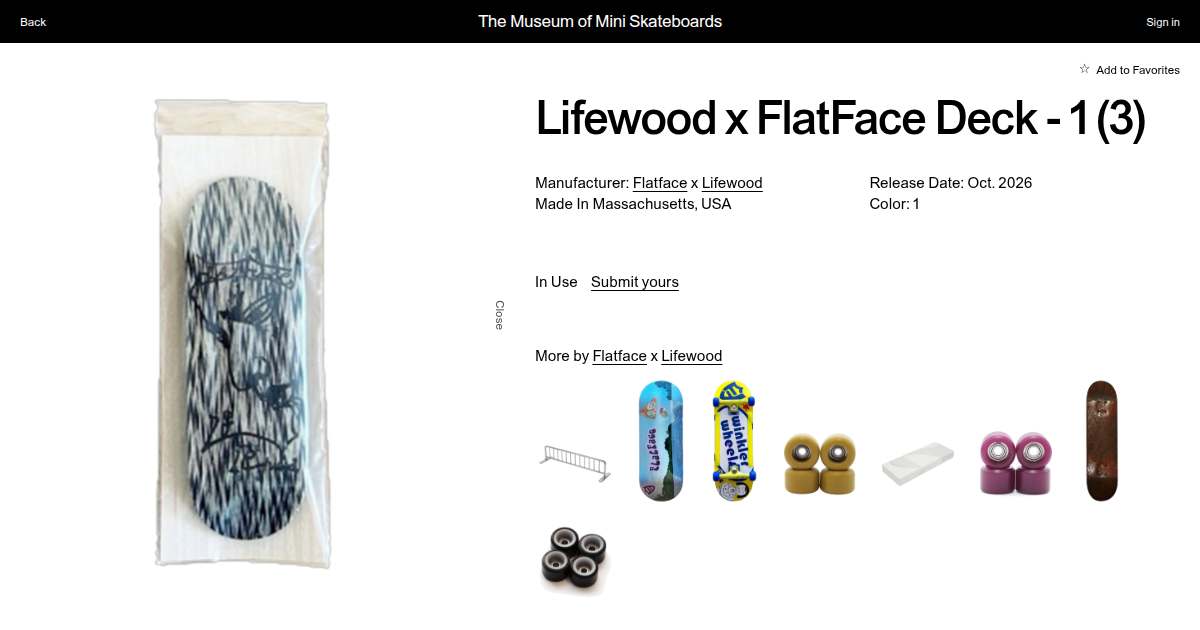 Back
The Museum of Mini Skateboards
Sign in
☆ Add to Favorites
Lifewood x FlatFace Deck - 1 (3)
Manufacturer: Flatface x Lifewood
Made In Massachusetts, USA
Release Date: Oct. 2026
Color: 1
In Use
Submit yours
Close
More by Flatface x Lifewood
winkler
wheels